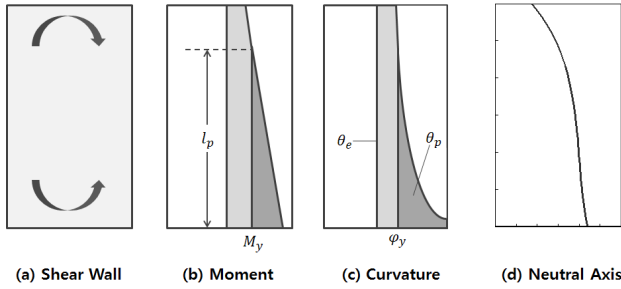 l_p
θ_e
θ_p
M_y
φ_y
(a) Shear Wall
(b) Moment
(c) Curvature
(d) Neutral Axis